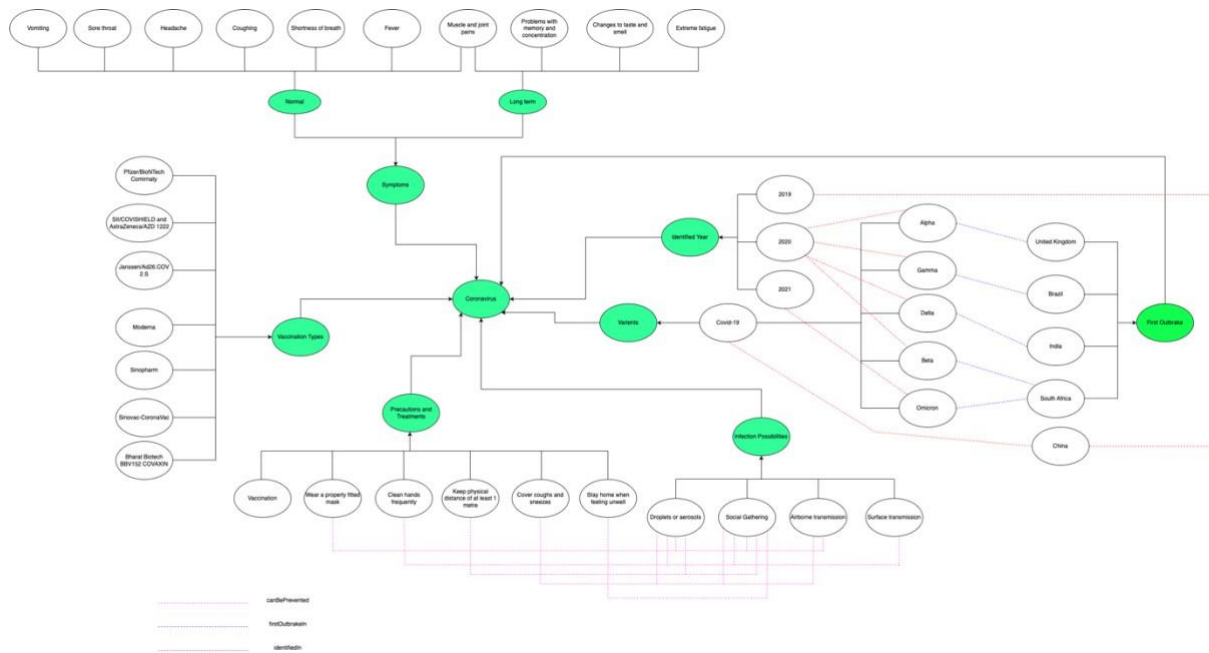 Vomiting
Sore throat
Headache
Coughing
Shortness of breath
Fever
Muscle and joint
pains
Problems with
memory and
concentration
Changes to taste and
smell
Extreme fatigue
Normal
Long term
Symptoms
Pfizer/BioNTech
Comirnaty
SII/COVISHIELD and
AstraZeneca/AZD 1222
Janssen/Ad26.COV
2.S
Moderna
Sinopharm
Sinovac-CoronaVac
Bharat Biotech
BBV152 COVAXIN
Vaccination Types
Coronavirus
Identified Year
2019
2020
2021
Varients
Covid-19
Alpha
Gamma
Delta
Beta
Omicron
United Kingdom
Brazil
India
South Africa
China
First Outbrake
Precautions and
Treatments
Infection Possibilities
Vaccination
Wear a properly fitted
mask
Clean hands
frequently
Keep physical
distance of at least 1
metre
Cover coughs and
sneezes
Stay home when
feeling unwell
Droplets or aerosols
Social Gathering
Airborne transmission
Surface transmission
canBePrevented
firstOutbrakeIn
identifiedIn